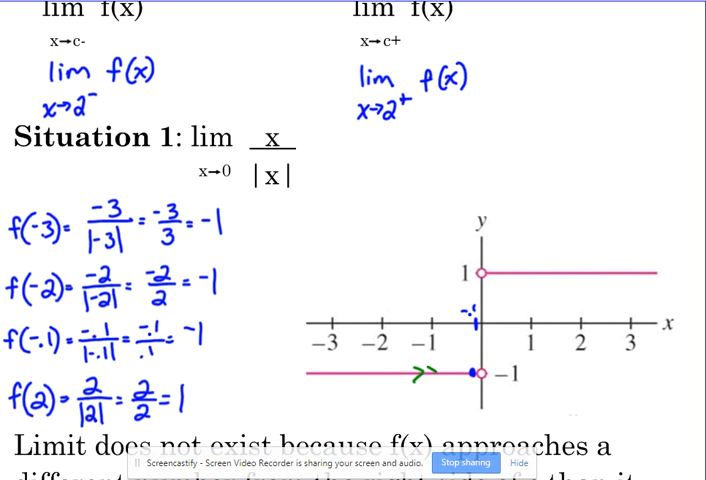 lim f(x) lim f(x)
x→c- x→c+
lim f(x) lim f(x)
x→2⁻ x→2⁺
Situation 1: lim x
x→0 |x|
f(-3)= -3/|-3| = -3/3 = -1
f(-2)= -2/|-2| = -2/2 = -1
f(-.1)= -.1/|-.1| = -.1/.1 = -1
f(2)= 2/|2| = 2/2 = 1
y
1
-.1
-3 -2 -1 1 2 3 x
-1
Limit does not exist because f(x) approaches a
Screencastify - Screen Video Recorder is sharing your screen and audio. Stop sharing Hide